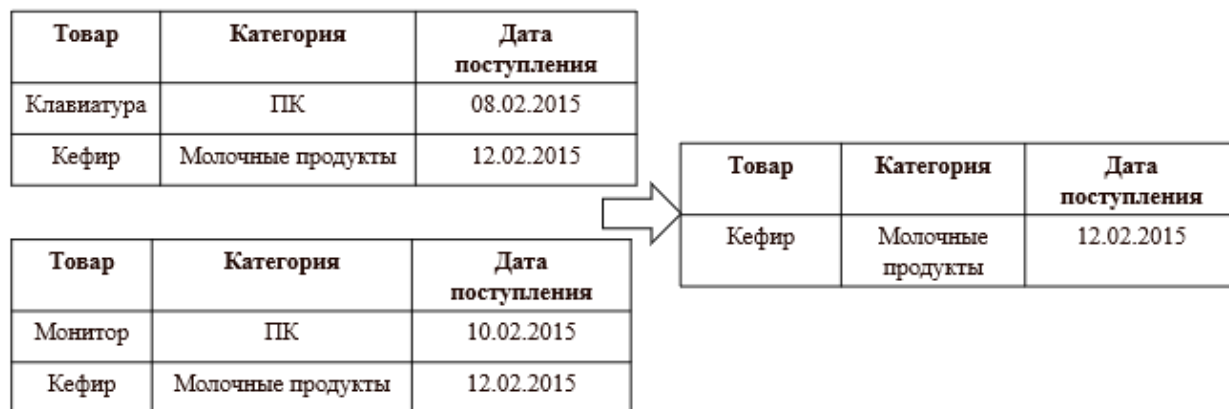 Товар Категория Дата
поступления
Клавиатура ПК 08.02.2015
Кефир Молочные продукты 12.02.2015
Товар Категория Дата
поступления
Монитор ПК 10.02.2015
Кефир Молочные продукты 12.02.2015
Товар Категория Дата
поступления
Кефир Молочные 12.02.2015
продукты